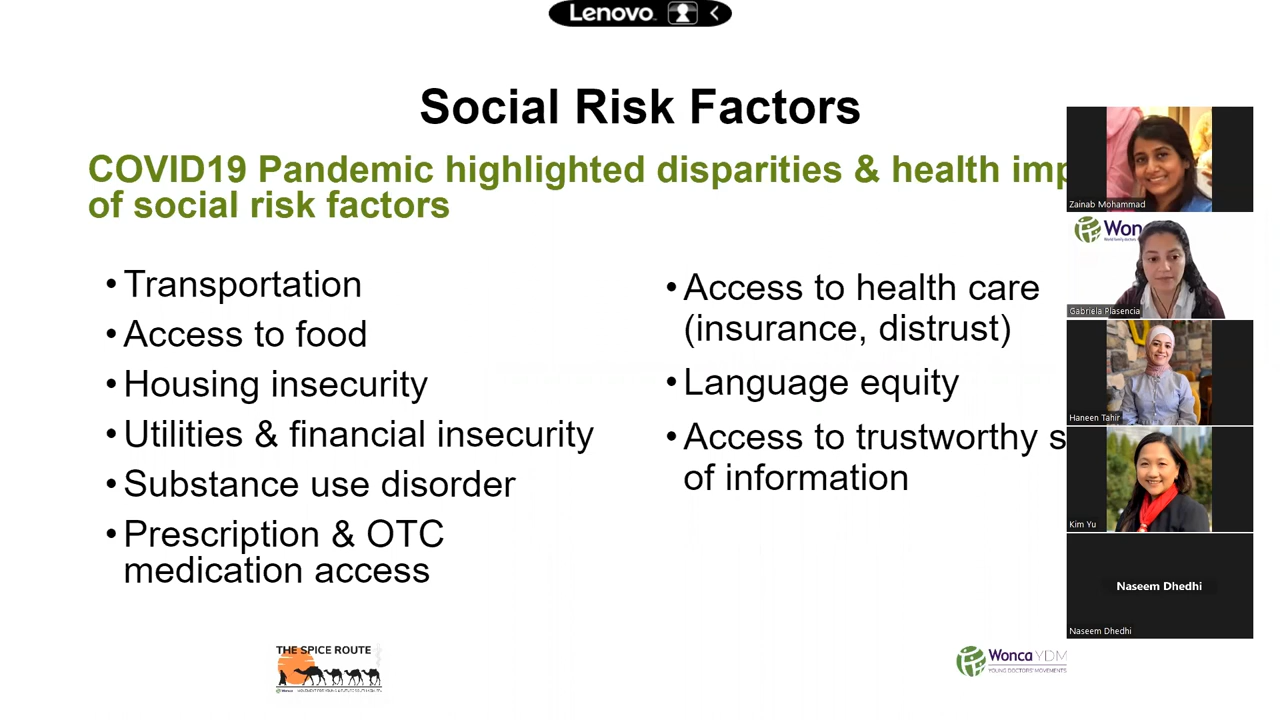 Lenovo
Social Risk Factors
COVID19 Pandemic highlighted disparities & health
of social risk factors
• Transportation
• Access to food
• Housing insecurity
• Utilities & financial insecurity
• Substance use disorder
• Prescription & OTC
medication access
• Access to health care
(insurance, distrust)
• Language equity
• Access to trustworthy
of information
Zainab Mohammad
Gabriela Plasencia
Haneen Tahir
Kim Yu
Naseem Dhedhi
Naseem Dhedhi
THE SPICE ROUTE
Wonca YDM
YOUNG DOCTORS' MOVEMENTS